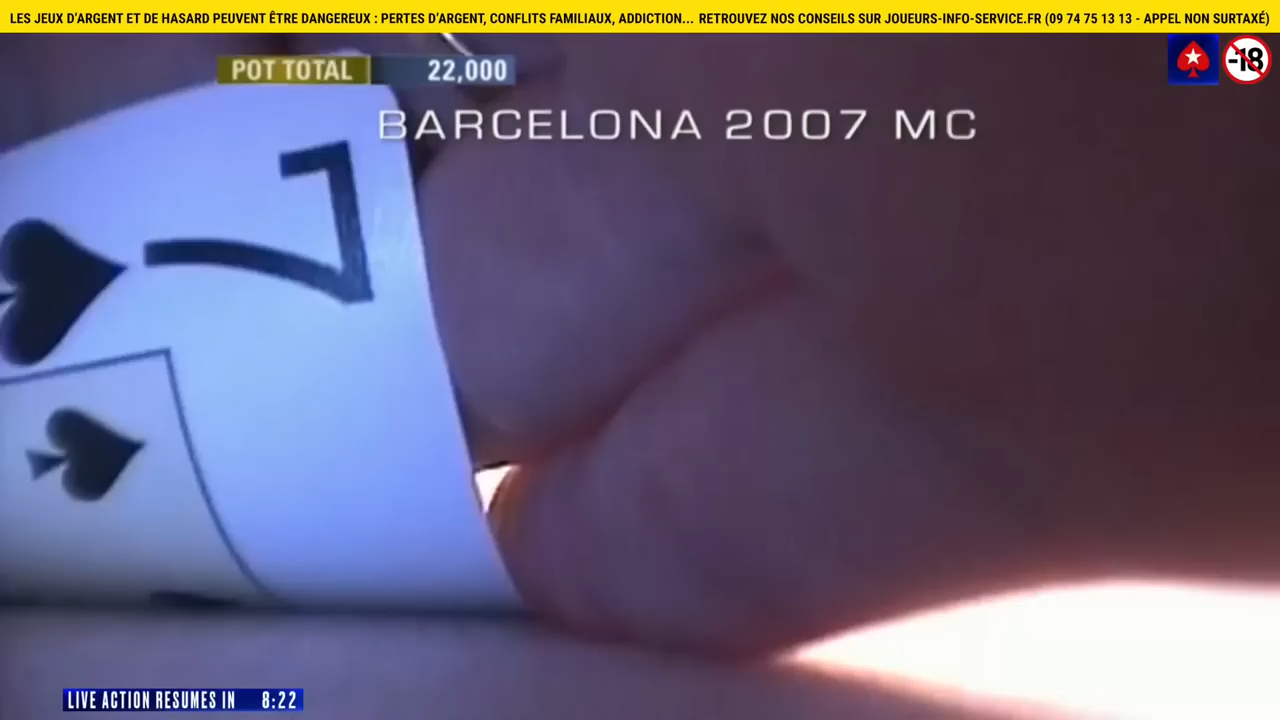 LES JEUX D'ARGENT ET DE HASARD PEUVENT ÊTRE DANGEREUX : PERTES D'ARGENT, CONFLITS FAMILIAUX, ADDICTION... RETROUVEZ NOS CONSEILS SUR JOUEURS-INFO-SERVICE.FR (09 74 75 13 13 - APPEL NON SURTAXÉ)
-18
POT TOTAL 22,000
BARCELONA 2007 MC
7
LIVE ACTION RESUMES IN 8:22